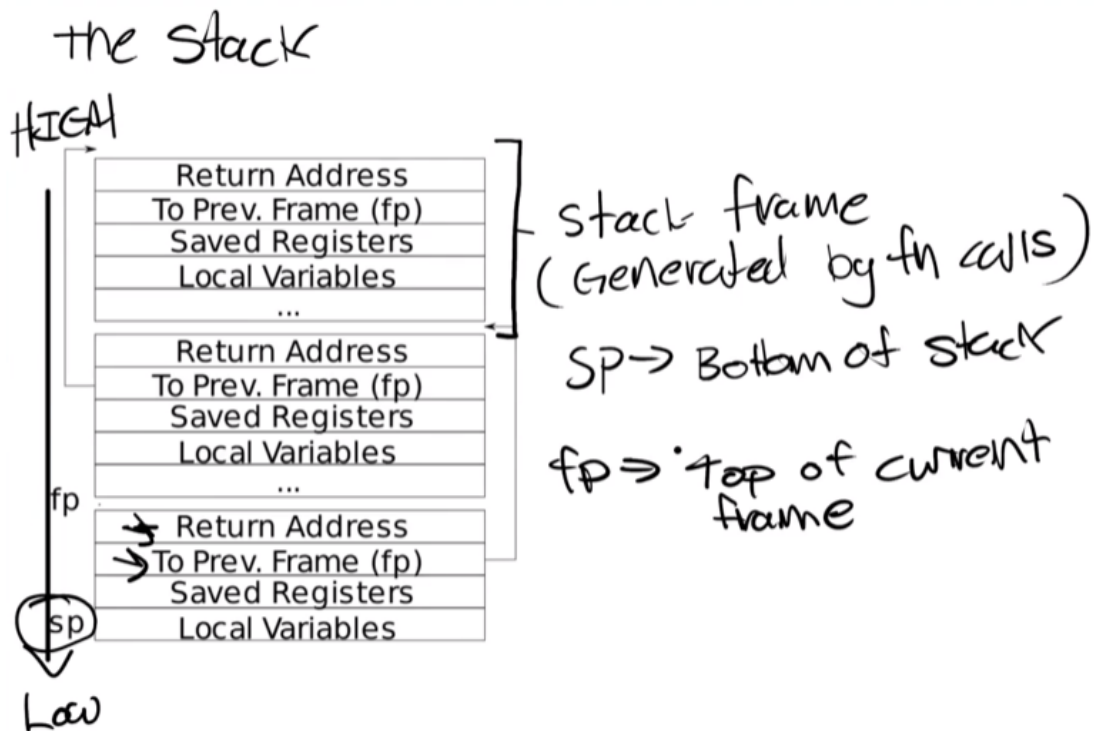 the Stack
HIGH
Return Address
To Prev. Frame (fp)
Saved Registers
Local Variables
...
Stack frame
(Generated by fn calls)
Return Address
To Prev. Frame (fp)
Saved Registers
Local Variables
...
SP → Bottom of stack
fp ⇒ Top of current
frame
fp
Return Address
To Prev. Frame (fp)
Saved Registers
sp
Local Variables
Low